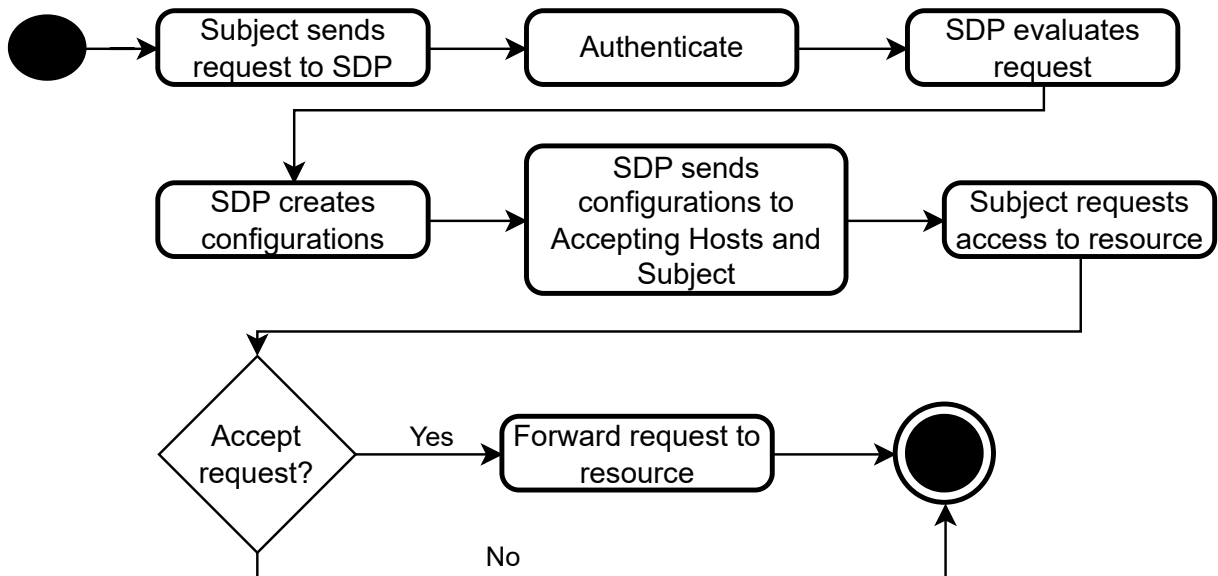 Subject sends
request to SDP
Authenticate
SDP evaluates
request
SDP creates
configurations
SDP sends
configurations to
Accepting Hosts and
Subject
Subject requests
access to resource
Accept
request?
Yes
Forward request to
resource
No